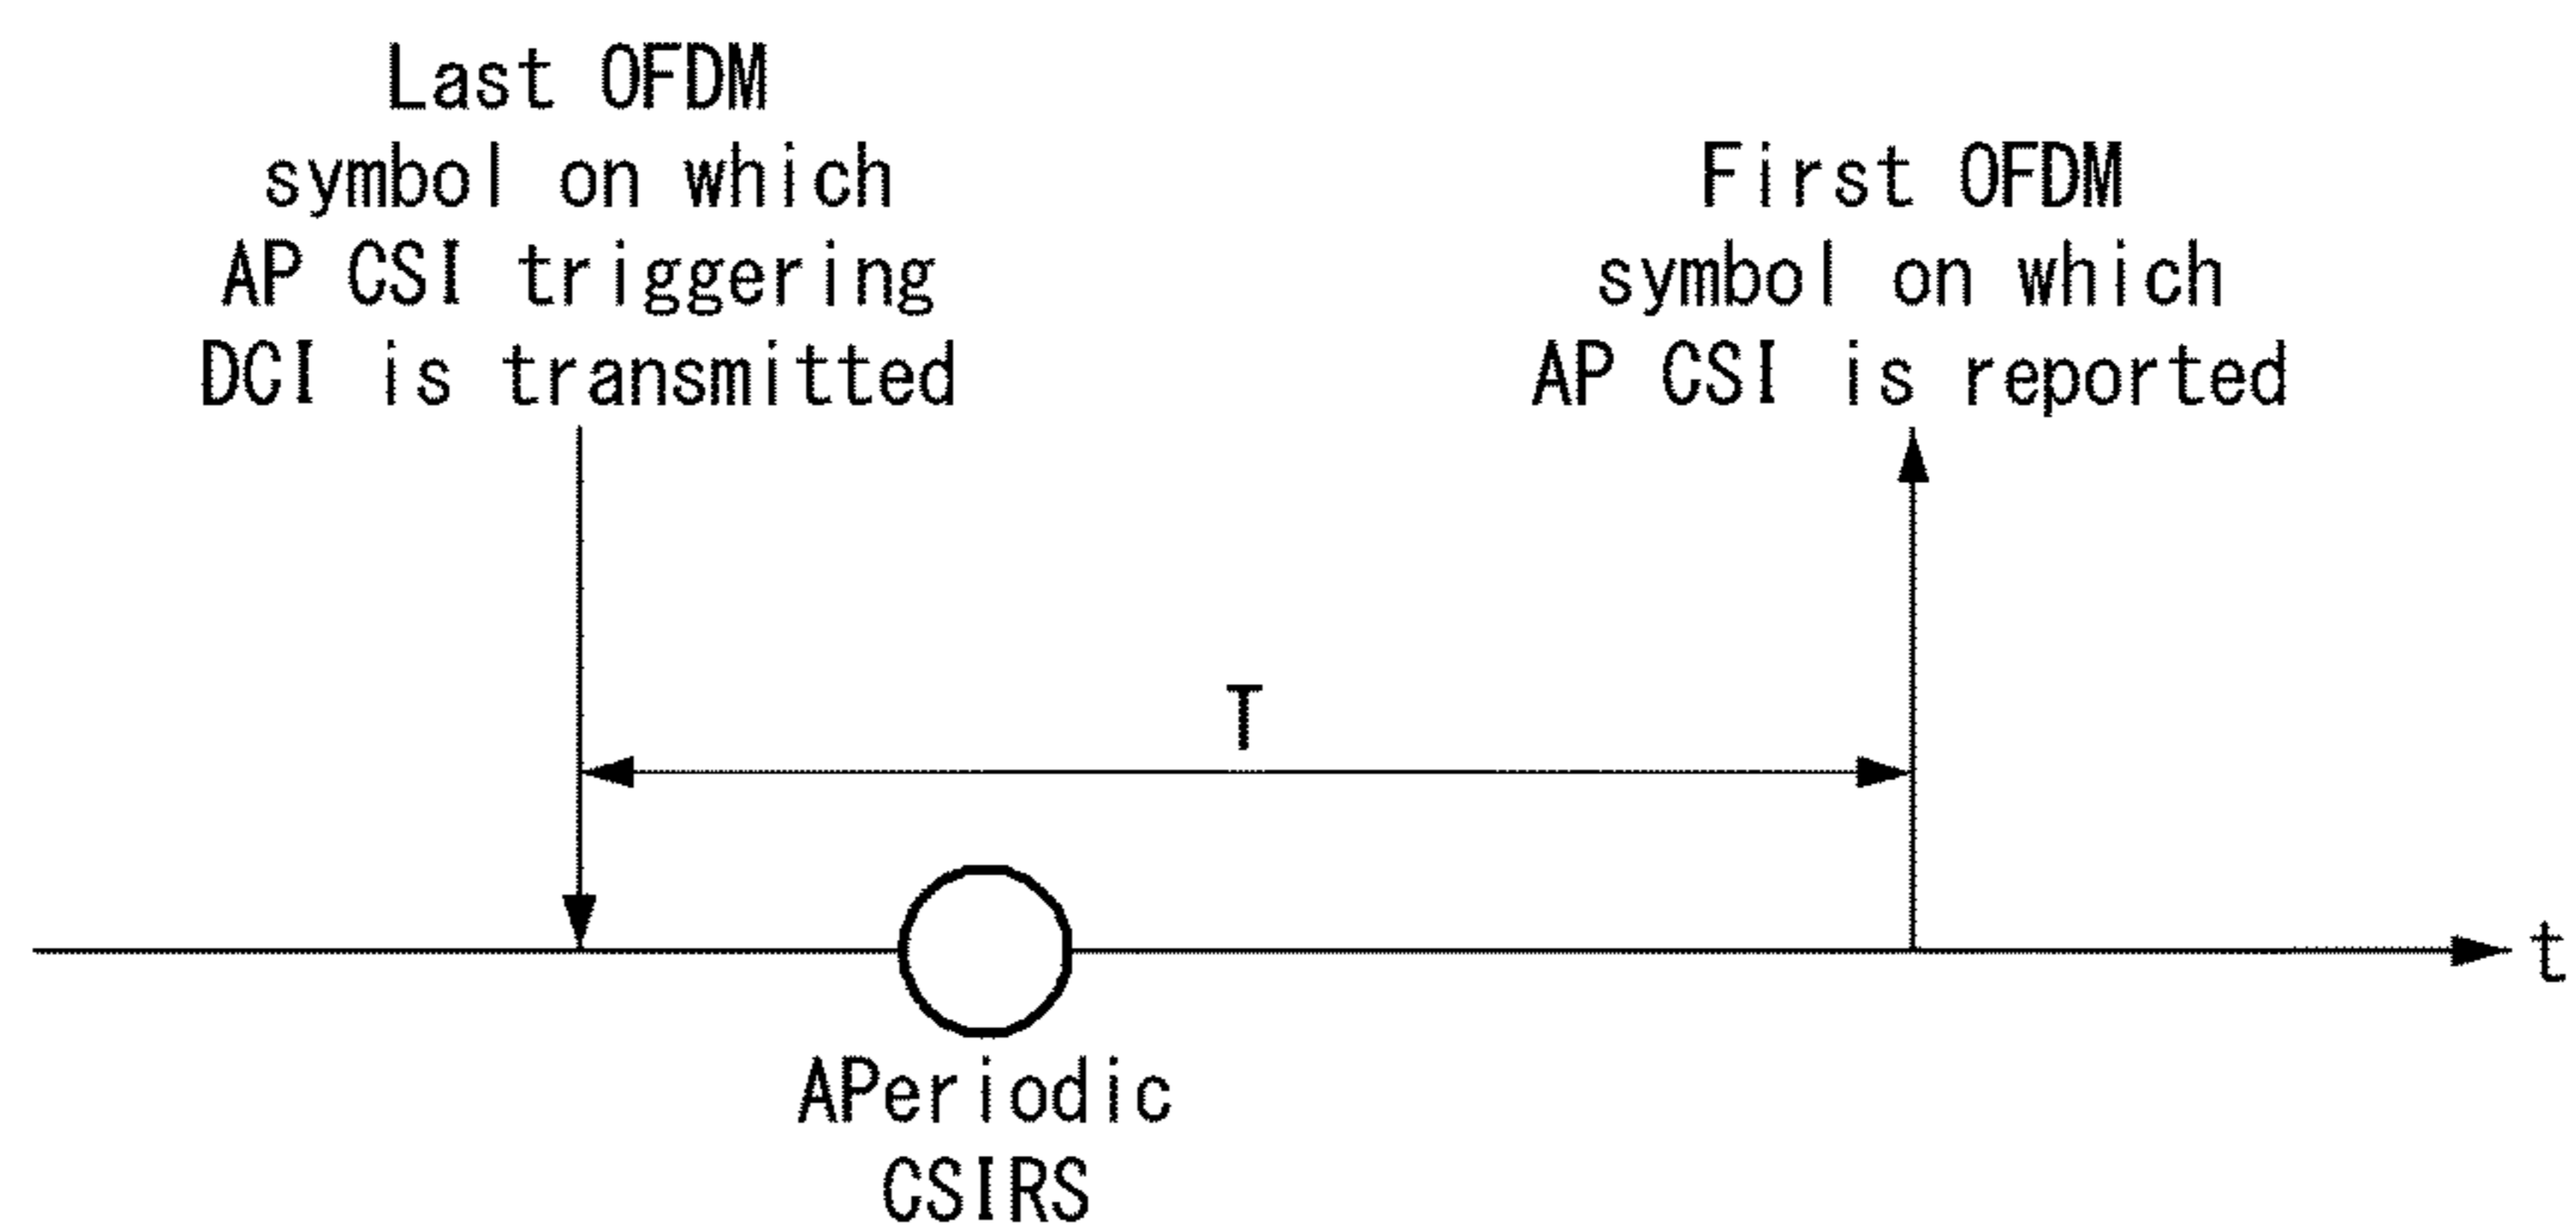 Last OFDM
symbol on which
AP CSI triggering
DCI is transmitted
First OFDM
symbol on which
AP CSI is reported
T
t
APeriodic
CSIRS